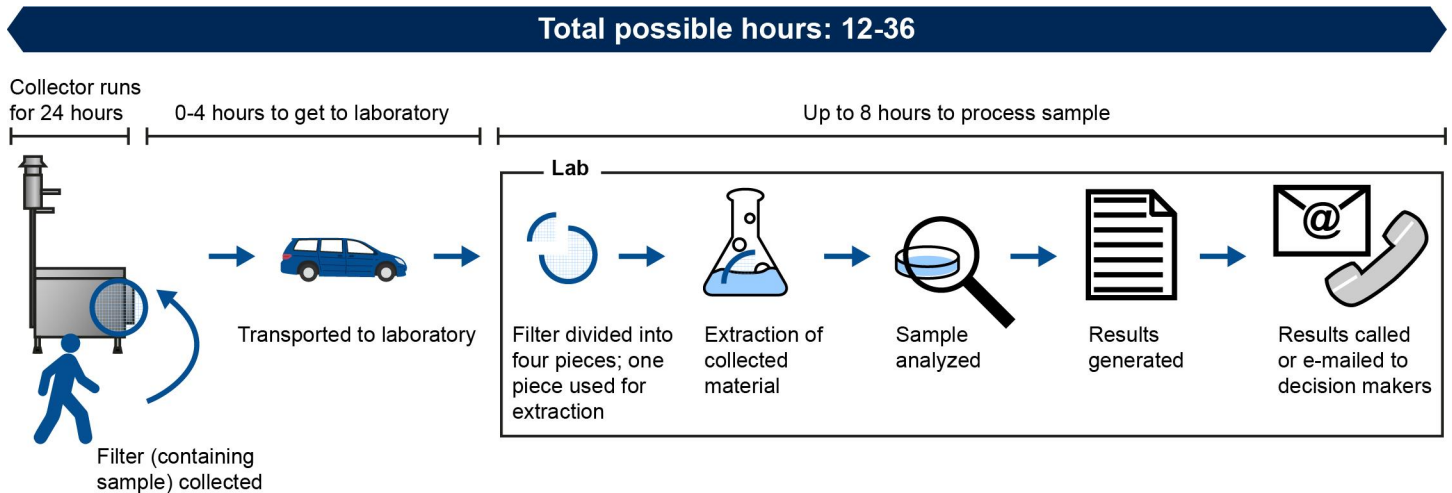 Total possible hours: 12-36
Collector runs
for 24 hours
0-4 hours to get to laboratory
Up to 8 hours to process sample
Lab
@
Transported to laboratory
Filter divided into
four pieces; one
piece used for
extraction
Extraction of
collected
material
Sample
analyzed
Results
generated
Results called
or e-mailed to
decision makers
Filter (containing
sample) collected